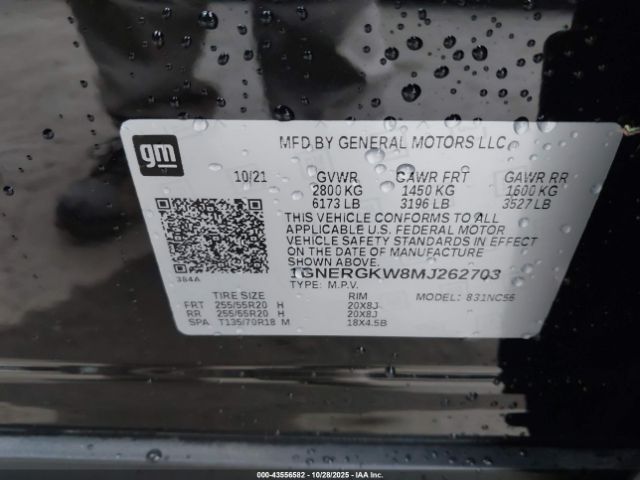 gm
MFD BY GENERAL MOTORS LLC
10/21 GVWR GAWR FRT GAWR RR
2800 KG 1450 KG 1600 KG
6173 LB 3196 LB 3527 LB
THIS VEHICLE CONFORMS TO ALL
APPLICABLE U.S. FEDERAL MOTOR
VEHICLE SAFETY STANDARDS IN EFFECT
ON THE DATE OF MANUFACTURE
SHOWN ABOVE.
1GNERGKW8MJ262703
384A
TYPE: M.P.V. MODEL: 831NC56
TIRE SIZE RIM
FRT 255/55R20 H 20X8J
RR 255/55R20 H 20X8J
SPA T135/70R18 M 18X4.5B
000-43556582 - 10/28/2025 - IAA Inc.